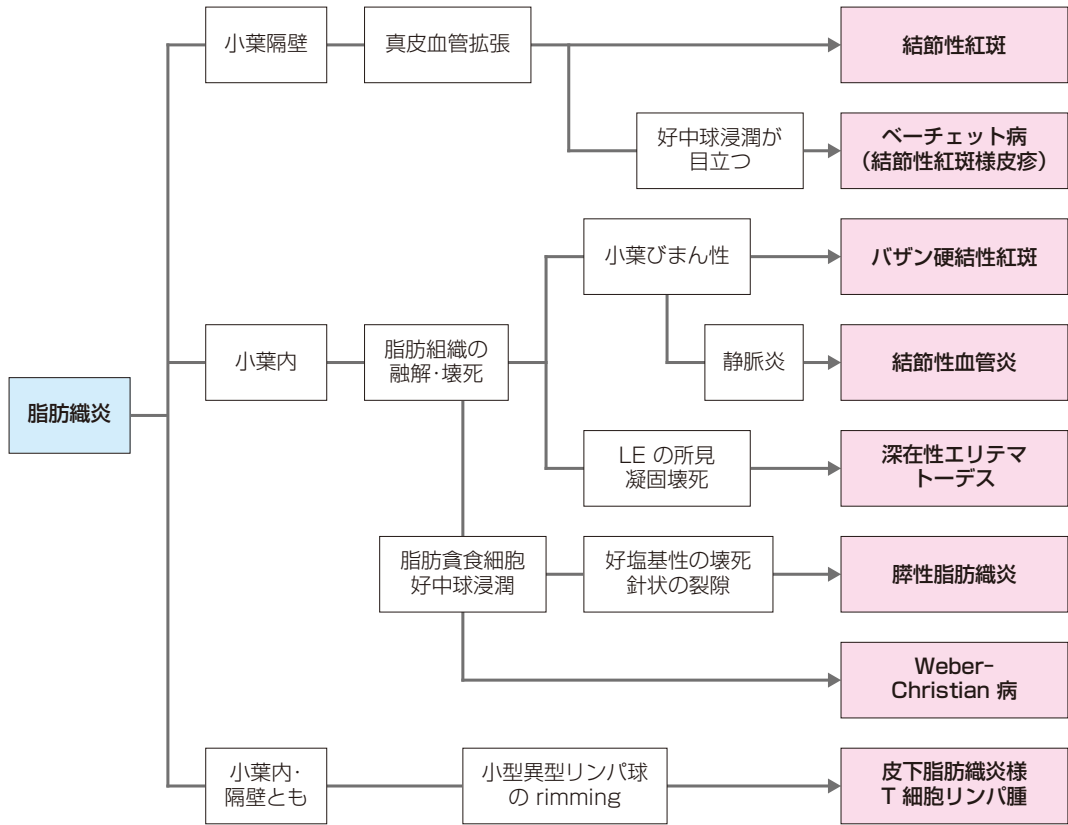 小葉隔壁
真皮血管拡張
結節性紅斑
好中球浸潤が
目立つ
ベーチェット病
（結節性紅斑様皮疹）
小葉びまん性
バザン硬結性紅斑
小葉内
脂肪組織の
融解・壊死
静脈炎
結節性血管炎
脂肪織炎
LE の所見
凝固壊死
深在性エリテマ
トーデス
脂肪貪食細胞
好中球浸潤
好塩基性の壊死
針状の裂隙
膵性脂肪織炎
Weber-
Christian 病
小葉内・
隔壁とも
小型異型リンパ球
の rimming
皮下脂肪織炎様
T 細胞リンパ腫